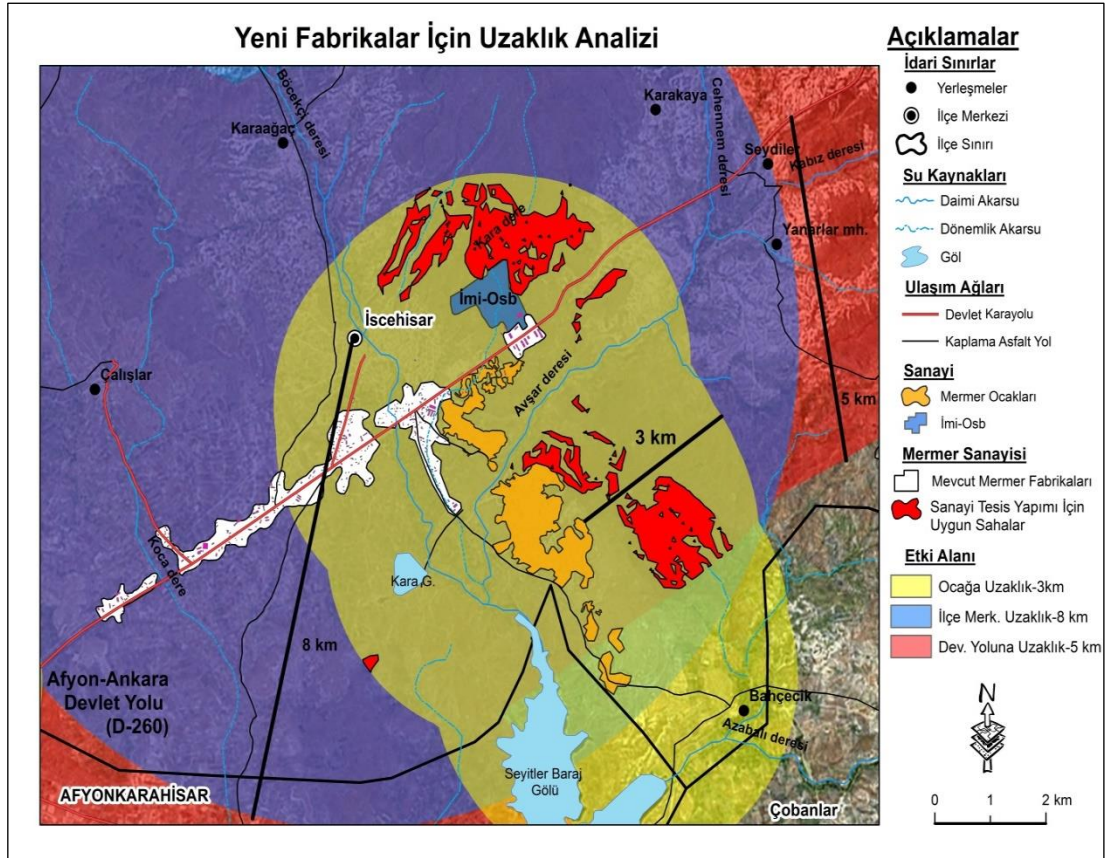 Yeni Fabrikalar İçin Uzaklık Analizi
Böcekçi deresi
Karaağaç
Karakaya
Cehennem deresi
Seydiler
Kabız deresi
Yanarlar mh.
Kara dere
İmi-Osb
İscehisar
Çalışlar
Avşar deresi
5 km
3 km
Koca dere
Kara G.
8 km
Afyon-Ankara
Devlet Yolu
(D-260)
Bahçecik
Azabalı deresi
Seyitler Baraj
Gölü
AFYONKARAHİSAR
Çobanlar
Açıklamalar
İdari Sınırlar
Yerleşmeler
İlçe Merkezi
İlçe Sınırı
Su Kaynakları
Daimi Akarsu
Dönemlik Akarsu
Göl
Ulaşım Ağları
Devlet Karayolu
Kaplama Asfalt Yol
Sanayi
Mermer Ocakları
İmi-Osb
Mermer Sanayisi
Mevcut Mermer Fabrikaları
Sanayi Tesis Yapımı İçin
Uygun Sahalar
Etki Alanı
Ocağa Uzaklık-3km
İlçe Merk. Uzaklık-8 km
Dev. Yoluna Uzaklık-5 km
N
0 1 2 km